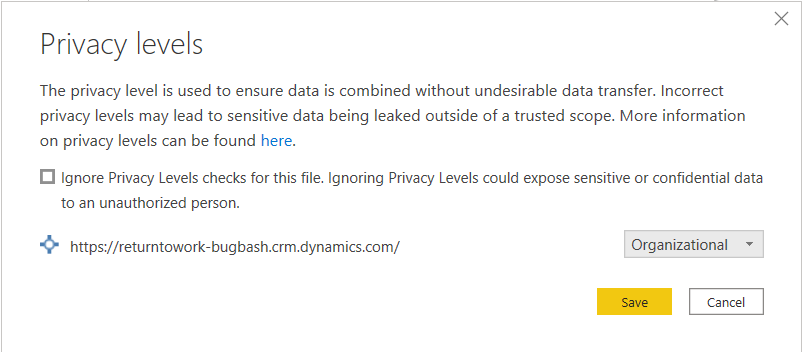 Privacy levels
The privacy level is used to ensure data is combined without undesirable data transfer. Incorrect
privacy levels may lead to sensitive data being leaked outside of a trusted scope. More information
on privacy levels can be found here.
Ignore Privacy Levels checks for this file. Ignoring Privacy Levels could expose sensitive or confidential data
to an unauthorized person.
https://returntowork-bugbash.crm.dynamics.com/ Organizational
Save Cancel